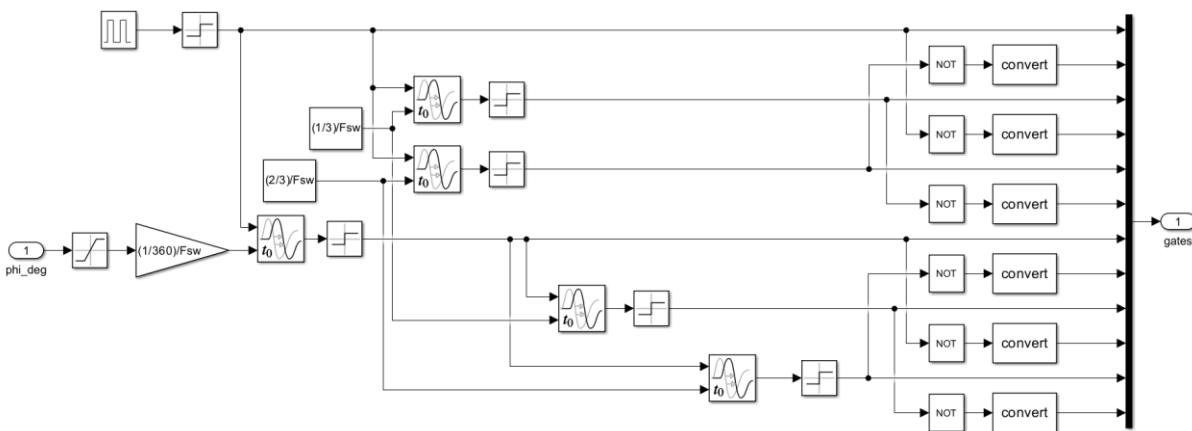 NOT
convert
t0
(1/3)/Fsw
NOT
convert
t0
(2/3)/Fsw
NOT
convert
1
phi_deg
(1/360)/Fsw
t0
1
gates
NOT
convert
t0
NOT
convert
t0
NOT
convert